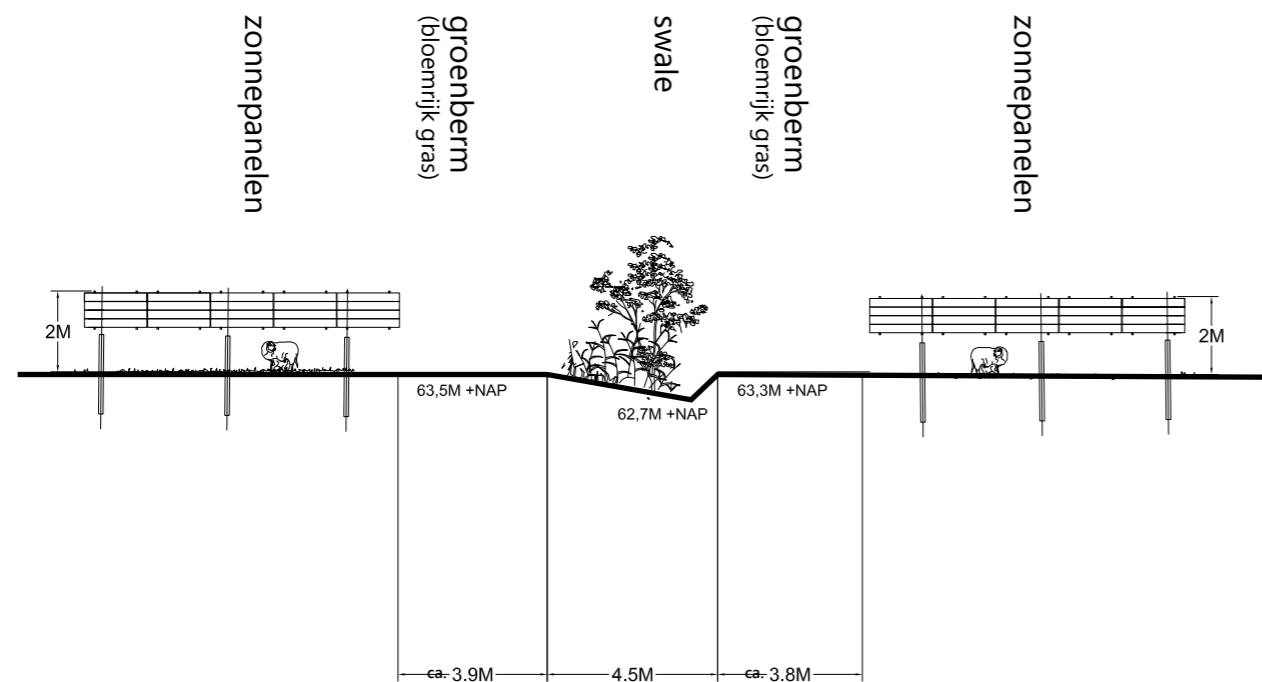 zonnepanelen
groenberm
(bloemrijk gras)
swale
groenberm
(bloemrijk gras)
zonnepanelen
2M
2M
63,5M +NAP
62,7M +NAP
63,3M +NAP
ca. 3.9M
4.5M
ca. 3.8M